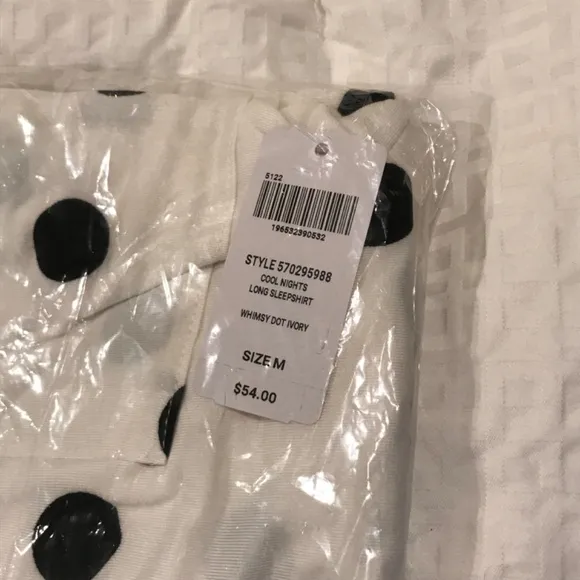 5122
196532390532
STYLE 570295988
COOL NIGHTS
LONG SLEEPSHIRT
WHIMSY DOT IVORY
SIZE M
$54.00